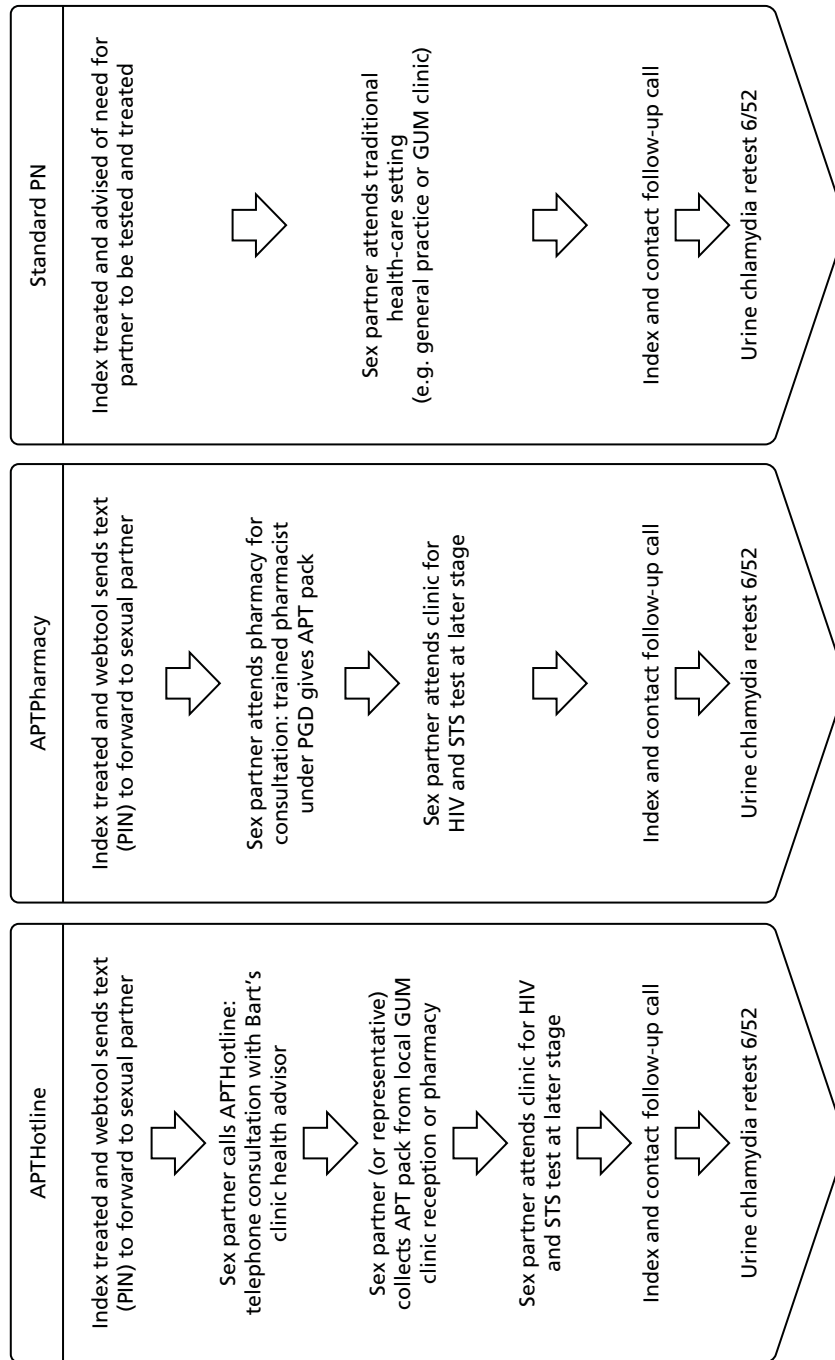 APTHotline
Index treated and webtool sends text
(PIN) to forward to sexual partner
Sex partner calls APTHotline:
telephone consultation with Bart’s
clinic health advisor
Sex partner (or representative)
collects APT pack from local GUM
clinic reception or pharmacy
Sex partner attends clinic for HIV
and STS test at later stage
Index and contact follow-up call
Urine chlamydia retest 6/52
APTPharmacy
Index treated and webtool sends text
(PIN) to forward to sexual partner
Sex partner attends pharmacy for
consultation: trained pharmacist
under PGD gives APT pack
Sex partner attends clinic for
HIV and STS test at later stage
Index and contact follow-up call
Urine chlamydia retest 6/52
Standard PN
Index treated and advised of need for
partner to be tested and treated
Sex partner attends traditional
health-care setting
(e.g. general practice or GUM clinic)
Index and contact follow-up call
Urine chlamydia retest 6/52